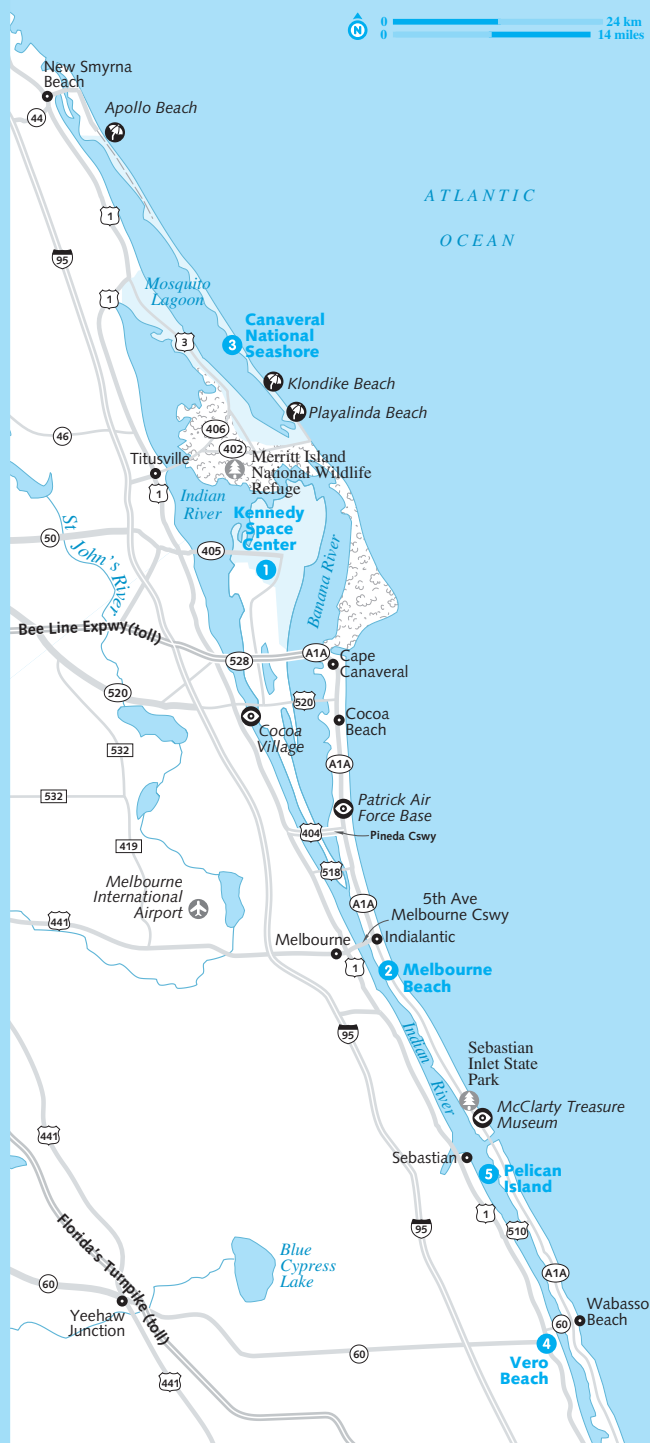 N
0 24 km
0 14 miles
New Smyrna
Beach
Apollo Beach
44
ATLANTIC
OCEAN
1
95
Mosquito
Lagoon
1
3
Canaveral
National
3 Seashore
Klondike Beach
Playalinda Beach
406
46
402
Titusville
Merritt Island
National Wildlife
Refuge
1
Indian
River
Kennedy
Space
Center
St John's River
50
405
1
Banana River
Bee Line Expwy(toll)
528
A1A
Cape
Canaveral
520
520
Cocoa
Village
Cocoa
Beach
532
A1A
532
Patrick Air
Force Base
404
Pineda Cswy
419
518
Melbourne
International
Airport
A1A
5th Ave
Melbourne Cswy
441
Melbourne
Indialantic
1
2 Melbourne
Beach
95
Indian
River
Sebastian
Inlet State
Park
McClarty Treasure
Museum
441
Sebastian
5 Pelican
Island
1
510
95
Florida's Turnpike (toll)
Blue
Cypress
Lake
A1A
60
Yeehaw
Junction
Wabasso
Beach
60
4
60
Vero
Beach
441